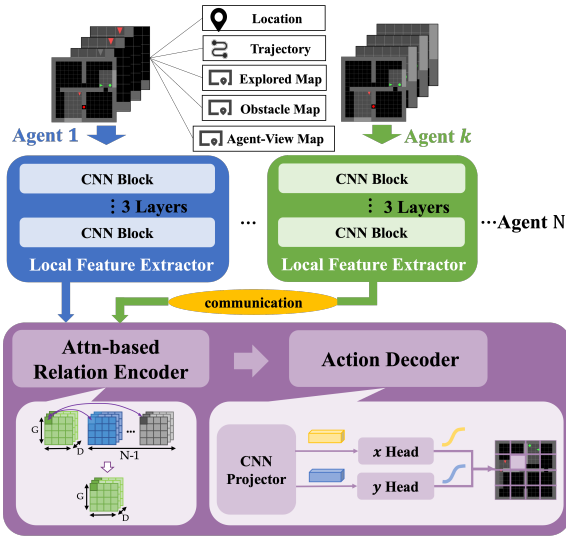 Location
Trajectory
Explored Map
Obstacle Map
Agent-View Map
Agent 1
Agent k
CNN Block
⋮ 3 Layers
CNN Block
Local Feature Extractor
...
CNN Block
⋮ 3 Layers
CNN Block
Local Feature Extractor
...Agent N
communication
Attn-based
Relation Encoder
Action Decoder
G
D
...
N-1
G
D
CNN
Projector
x Head
y Head